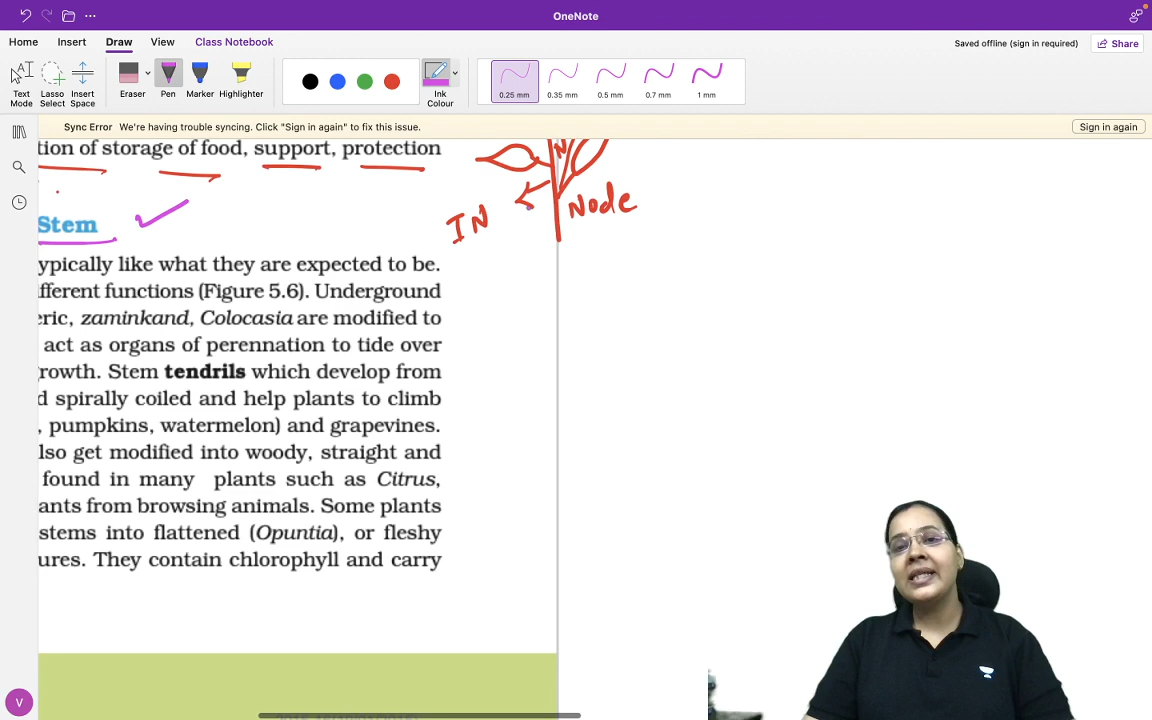 OneNote
Home Insert Draw View Class Notebook
Saved offline (sign in required) Share
Text Mode
Lasso Select
Insert Space
Eraser
Pen
Marker
Highlighter
Ink Colour
0.25 mm
0.35 mm
0.5 mm
0.7 mm
1 mm
Sync Error We're having trouble syncing. Click "Sign in again" to fix this issue. Sign in again
tion of storage of food, support, protection
N
IN
Node
Stem
ypically like what they are expected to be.
fferent functions (Figure 5.6). Underground
eric, zaminkand, Colocasia are modified to
act as organs of perennation to tide over
rowth. Stem tendrils which develop from
d spirally coiled and help plants to climb
, pumpkins, watermelon) and grapevines.
lso get modified into woody, straight and
found in many plants such as Citrus,
ants from browsing animals. Some plants
stems into flattened (Opuntia), or fleshy
ures. They contain chlorophyll and carry
V